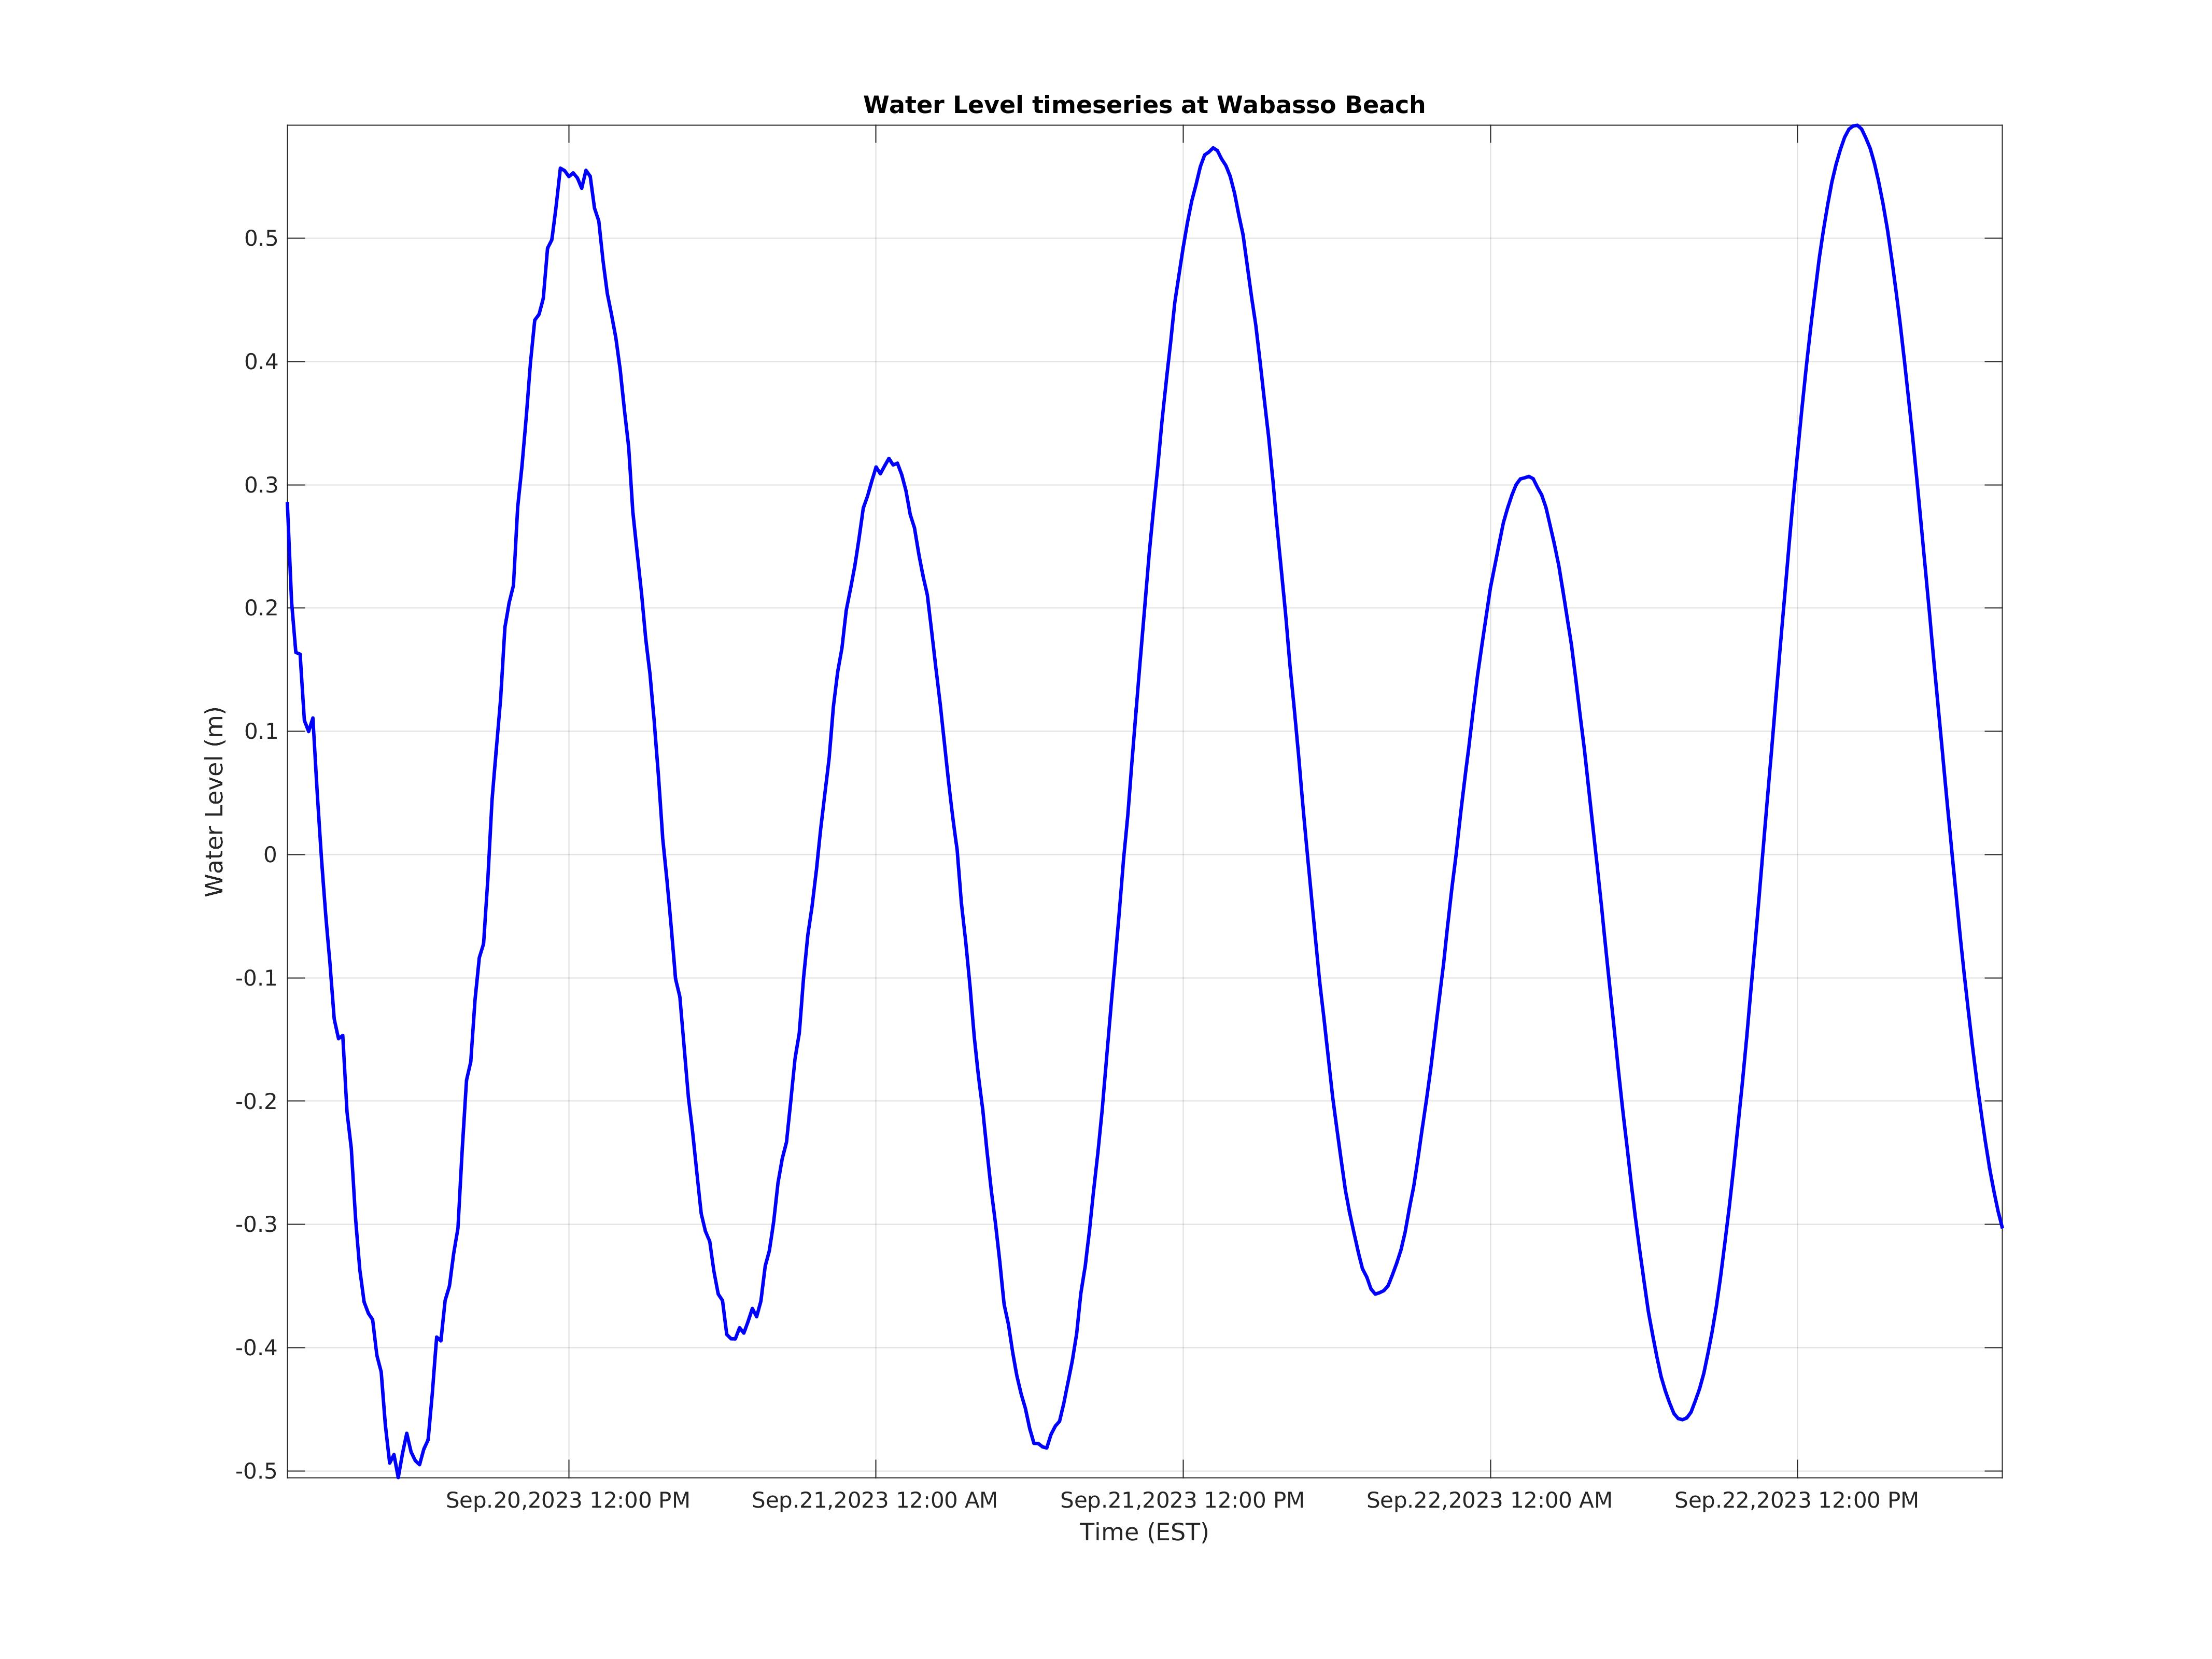 Water Level timeseries at Wabasso Beach
0.5
0.4
0.3
0.2
0.1
0
-0.1
-0.2
-0.3
-0.4
-0.5
Water Level (m)
Sep.20,2023 12:00 PM
Sep.21,2023 12:00 AM
Sep.21,2023 12:00 PM
Sep.22,2023 12:00 AM
Sep.22,2023 12:00 PM
Time (EST)